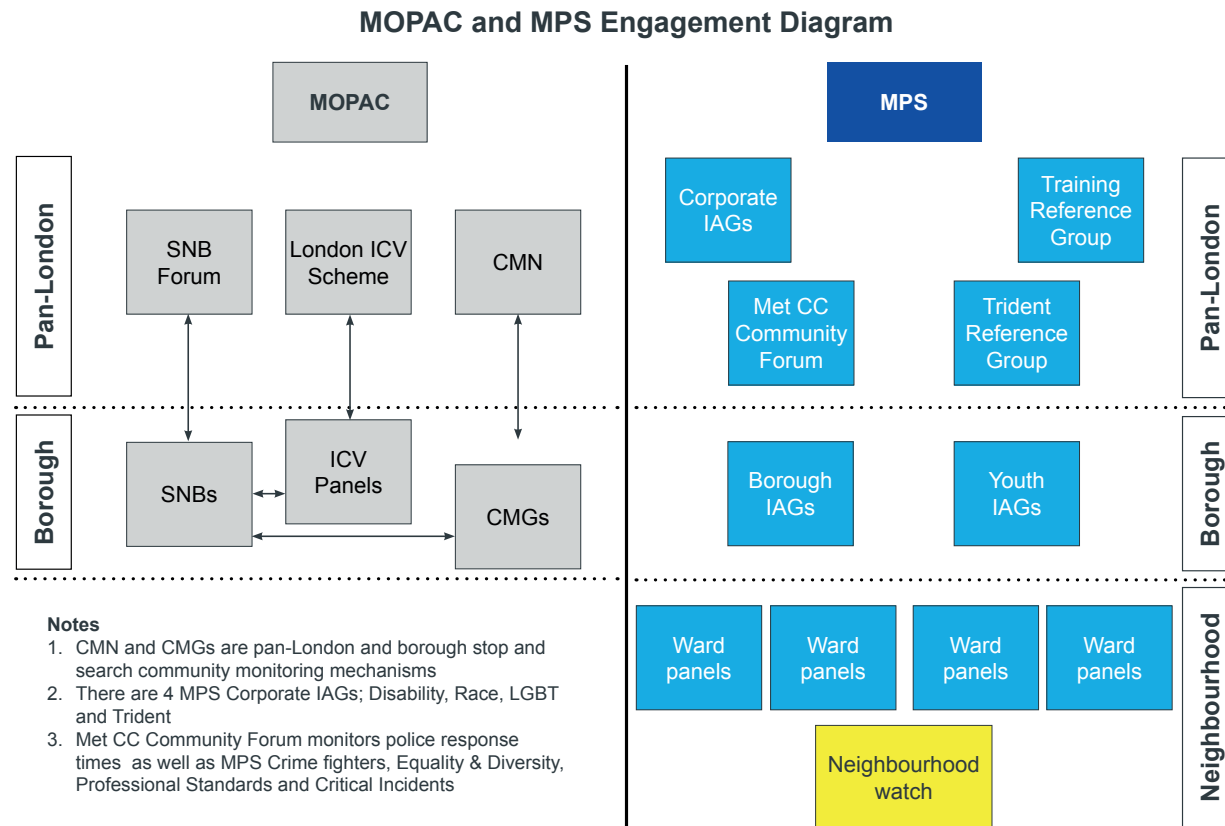 MOPAC and MPS Engagement Diagram
MOPAC
MPS
Pan-London
SNB
Forum
London ICV
Scheme
CMN
Corporate
IAGs
Training
Reference
Group
Met CC
Community
Forum
Trident
Reference
Group
Pan-London
Borough
SNBs
ICV
Panels
CMGs
Borough
IAGs
Youth
IAGs
Borough
Notes
1. CMN and CMGs are pan-London and borough stop and
search community monitoring mechanisms
2. There are 4 MPS Corporate IAGs; Disability, Race, LGBT
and Trident
3. Met CC Community Forum monitors police response
times as well as MPS Crime fighters, Equality & Diversity,
Professional Standards and Critical Incidents
Ward
panels
Ward
panels
Ward
panels
Ward
panels
Neighbourhood
watch
Neighbourhood